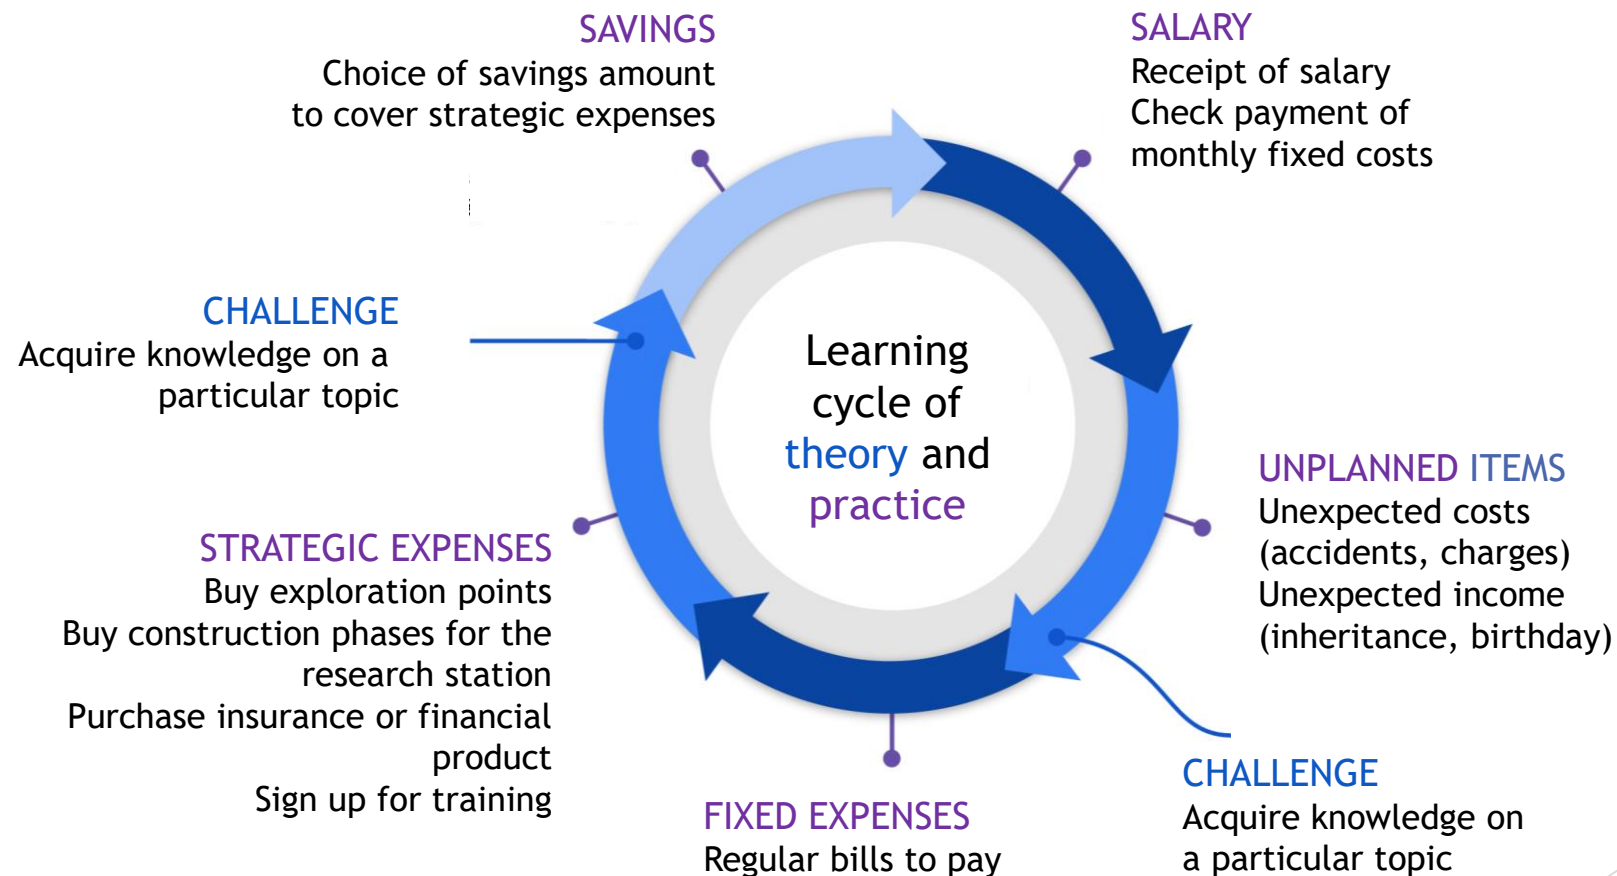 SAVINGS
Choice of savings amount
to cover strategic expenses
SALARY
Receipt of salary
Check payment of
monthly fixed costs
CHALLENGE
Acquire knowledge on a
particular topic
Learning
cycle of
theory and
practice
UNPLANNED ITEMS
Unexpected costs
(accidents, charges)
Unexpected income
(inheritance, birthday)
STRATEGIC EXPENSES
Buy exploration points
Buy construction phases for the
research station
Purchase insurance or financial
product
Sign up for training
FIXED EXPENSES
Regular bills to pay
CHALLENGE
Acquire knowledge on
a particular topic